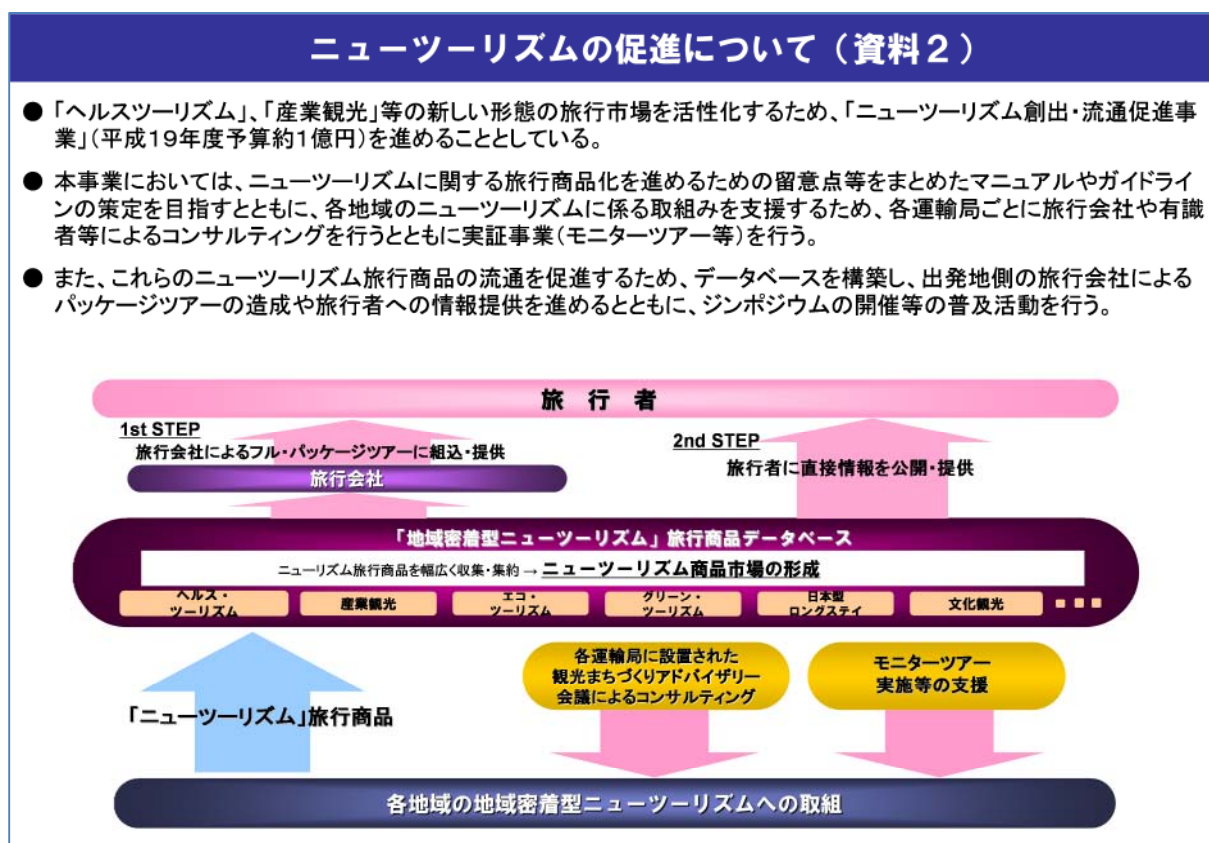 ニューツーリズムの促進について（資料２）
● 「ヘルスツーリズム」、「産業観光」等の新しい形態の旅行市場を活性化するため、「ニューツーリズム創出・流通促進事
業」（平成１９年度予算約１億円）を進めることとしている。
● 本事業においては、ニューツーリズムに関する旅行商品化を進めるための留意点等をまとめたマニュアルやガイドライ
ンの策定を目指すとともに、各地域のニューツーリズムに係る取組みを支援するため、各運輸局ごとに旅行会社や有識
者等によるコンサルティングを行うとともに実証事業（モニターツアー等）を行う。
● また、これらのニューツーリズム旅行商品の流通を促進するため、データベースを構築し、出発地側の旅行会社による
パッケージツアーの造成や旅行者への情報提供を進めるとともに、ジンポジウムの開催等の普及活動を行う。
旅 行 者
1st STEP
旅行会社によるフル・パッケージツアーに組込・提供
旅行会社
2nd STEP
旅行者に直接情報を公開・提供
「地域密着型ニューツーリズム」旅行商品データベース
ニューリズム旅行商品を幅広く収集・集約 → ニューツーリズム商品市場の形成
ヘルス・
ツーリズム
産業観光
エコ・
ツーリズム
グリーン・
ツーリズム
日本型
ロングステイ
文化観光
「ニューツーリズム」旅行商品
各運輸局に設置された
観光まちづくりアドバイザリー
会議によるコンサルティング
モニターツアー
実施等の支援
各地域の地域密着型ニューツーリズムへの取組